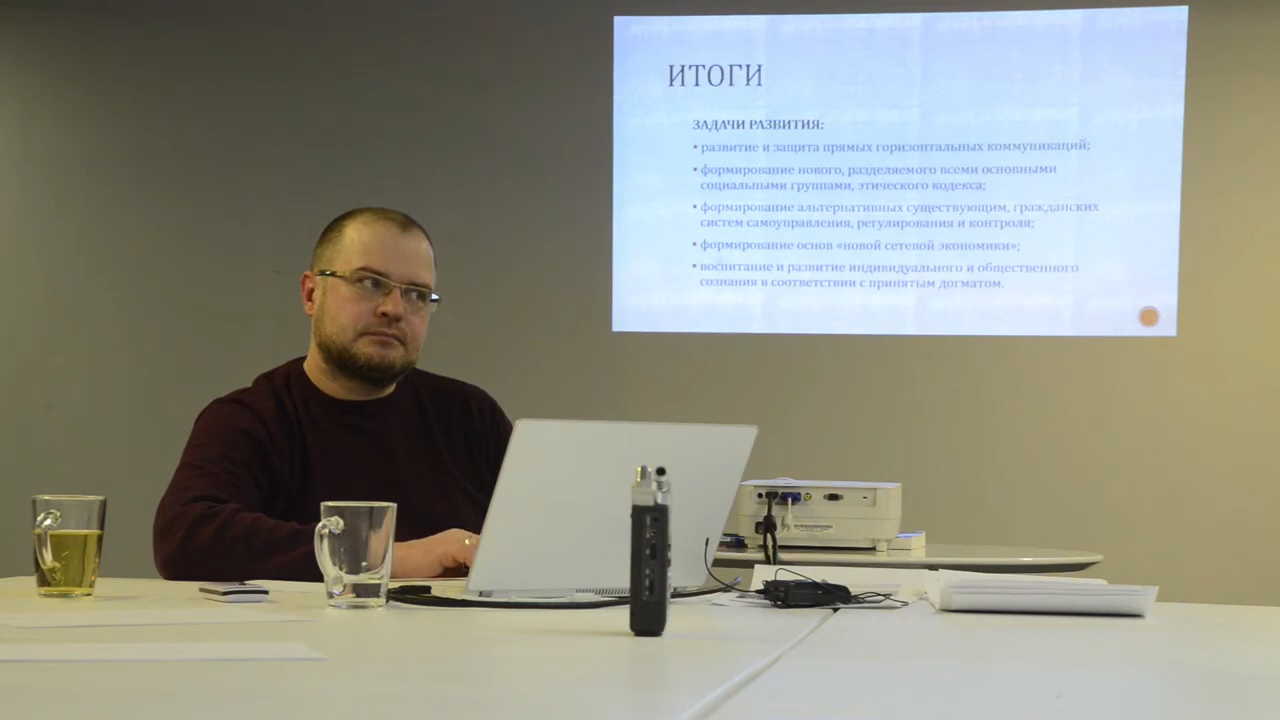 ИТОГИ
ЗАДАЧИ РАЗВИТИЯ:
▪ развитие и защита прямых горизонтальных коммуникаций;
▪ формирование нового, разделяемого всеми основными
социальными группами, этического кодекса;
▪ формирование альтернативных существующим, гражданских
систем самоуправления, регулирования и контроля;
▪ формирование основ «новой сетевой экономики»;
▪ воспитание и развитие индивидуального и общественного
сознания в соответствии с принятым догматом.